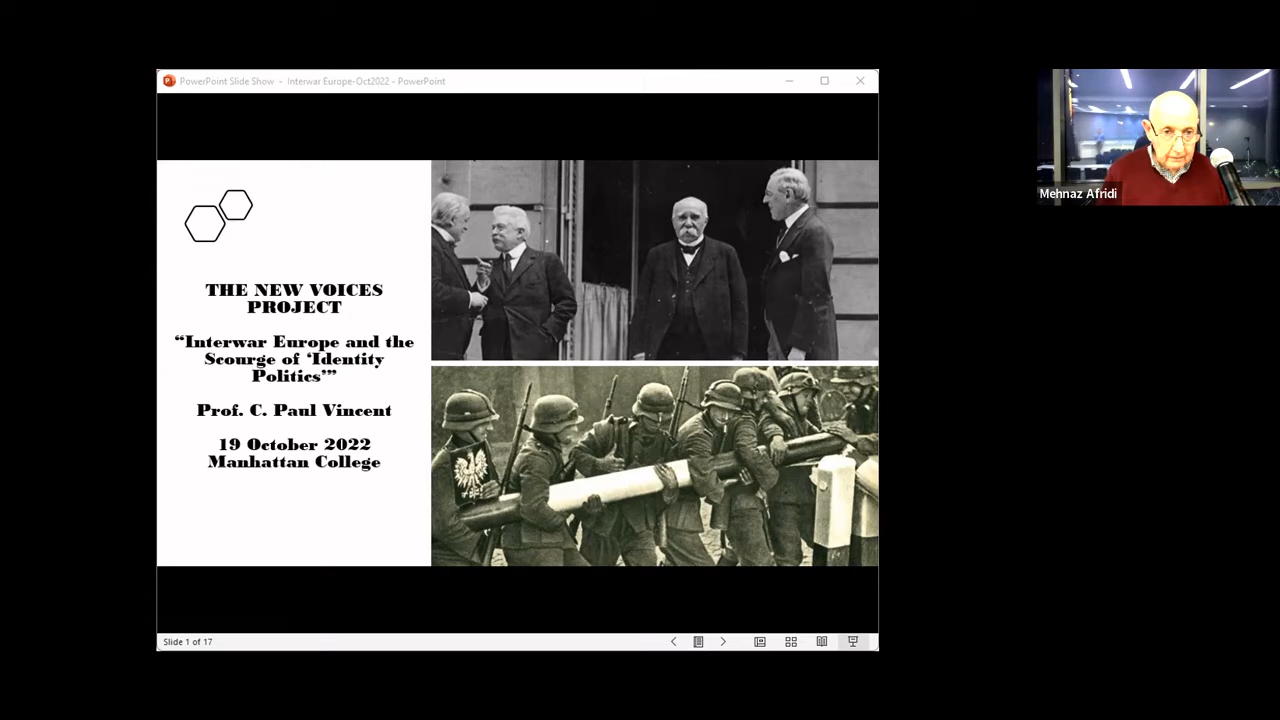 PowerPoint Slide Show - Interwar Europe-Oct2022 - PowerPoint
THE NEW VOICES
PROJECT
“Interwar Europe and the
Scourge of ‘Identity
Politics’”
Prof. C. Paul Vincent
19 October 2022
Manhattan College
Slide 1 of 17
Mehnaz Afridi